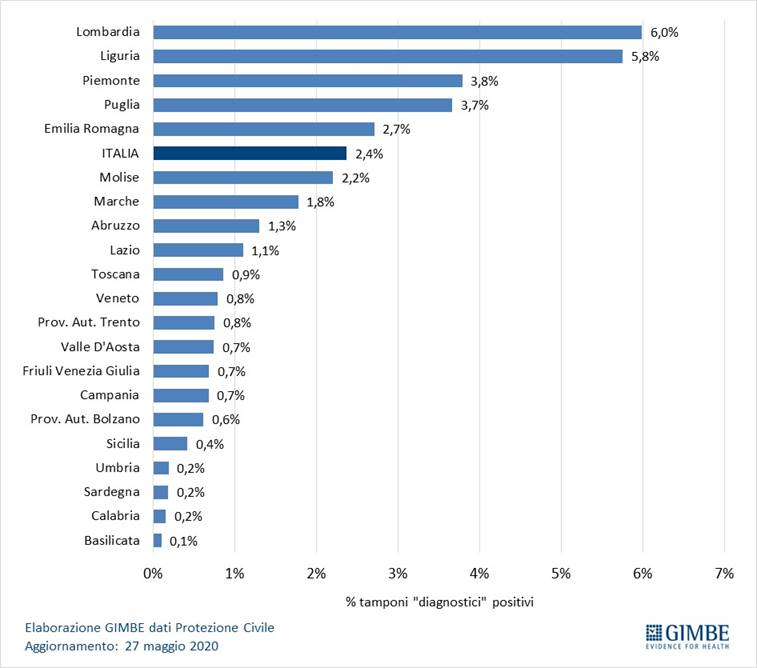 Lombardia 6,0%
Liguria 5,8%
Piemonte 3,8%
Puglia 3,7%
Emilia Romagna 2,7%
ITALIA 2,4%
Molise 2,2%
Marche 1,8%
Abruzzo 1,3%
Lazio 1,1%
Toscana 0,9%
Veneto 0,8%
Prov. Aut. Trento 0,8%
Valle D'Aosta 0,7%
Friuli Venezia Giulia 0,7%
Campania 0,7%
Prov. Aut. Bolzano 0,6%
Sicilia 0,4%
Umbria 0,2%
Sardegna 0,2%
Calabria 0,2%
Basilicata 0,1%
0% 1% 2% 3% 4% 5% 6% 7%
% tamponi "diagnostici" positivi
Elaborazione GIMBE dati Protezione Civile
Aggiornamento: 27 maggio 2020
GIMBE
EVIDENCE FOR HEALTH